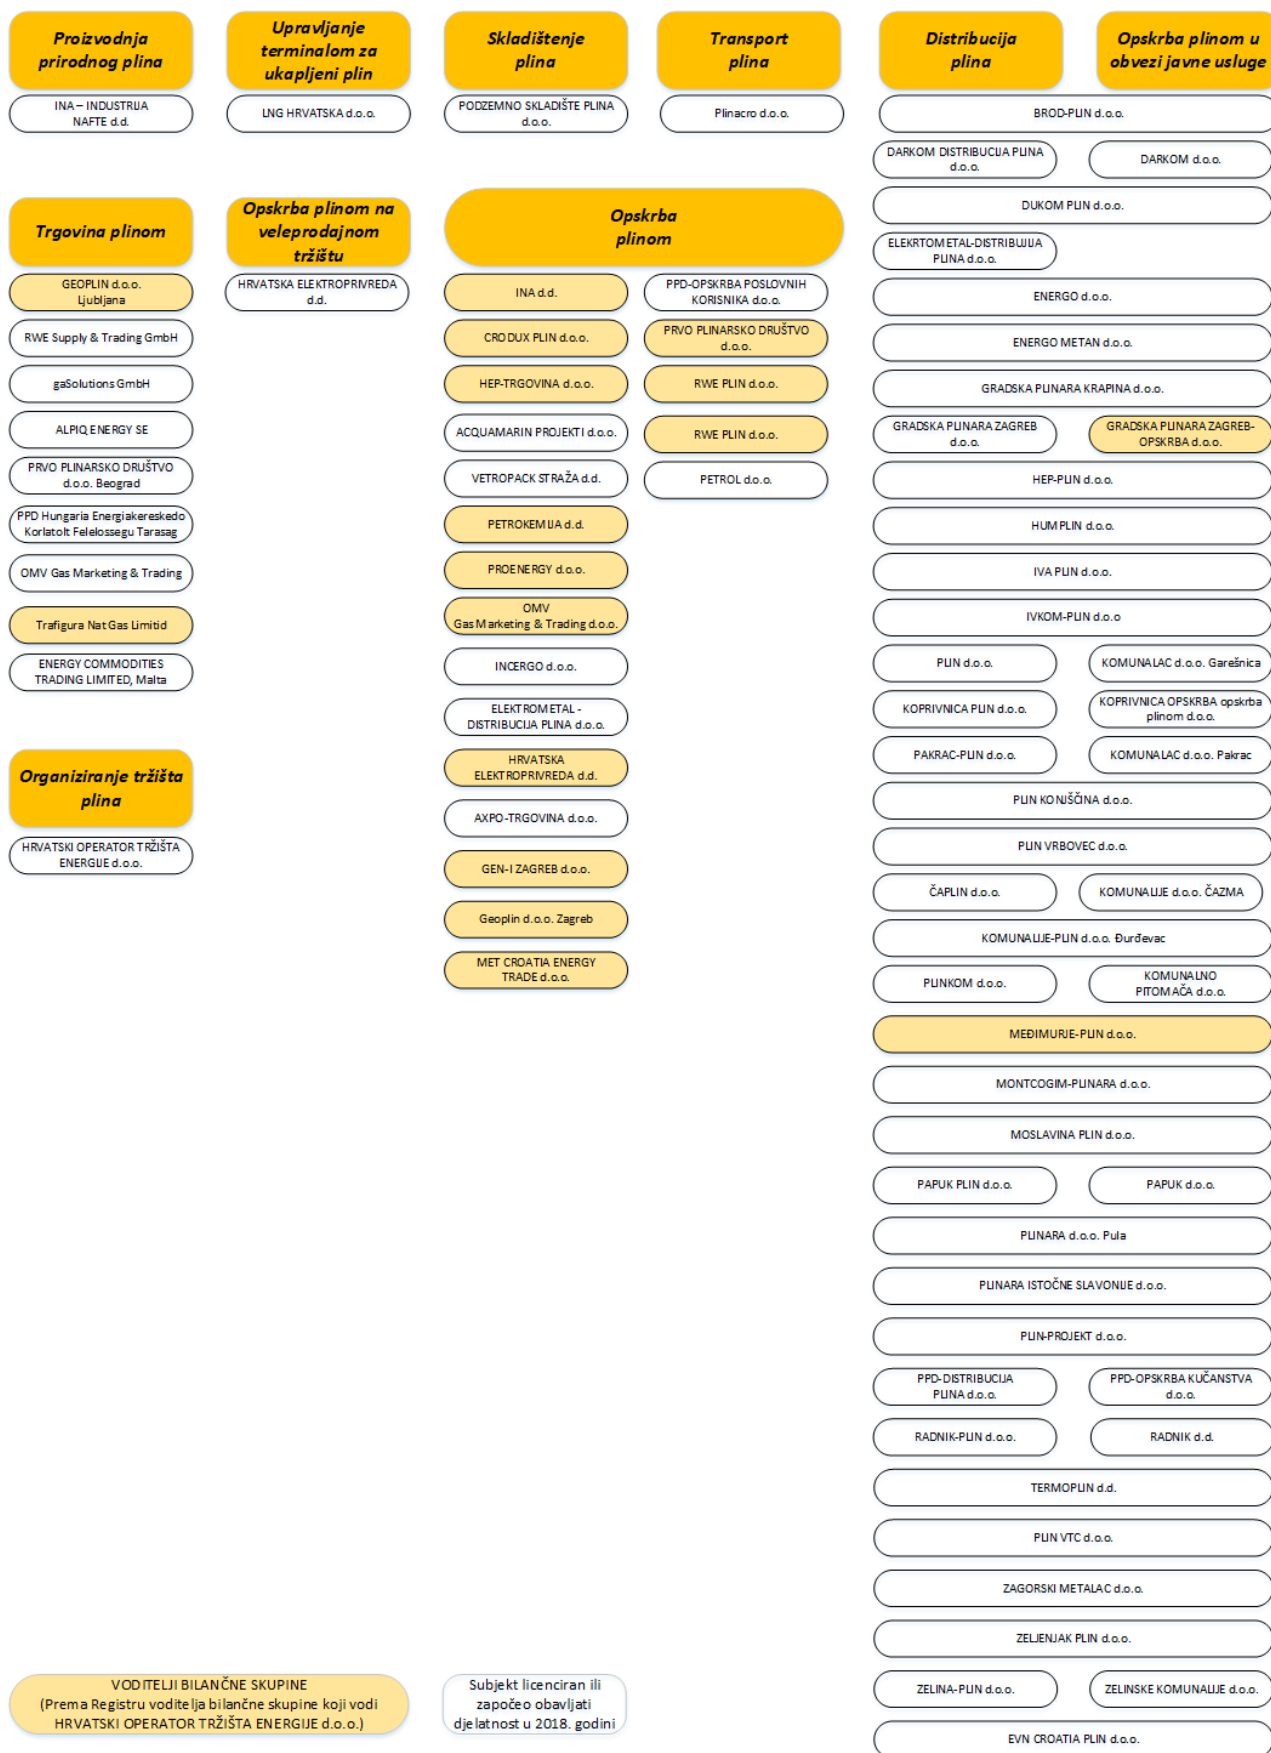 Proizvodnja
prirodnog plina
INA – INDUSTRIJA
NAFTE d.d.
Upravljanje
terminalom za
ukapljeni plin
LNG HRVATSKA d.o.o.
Skladištenje
plina
PODZEMNO SKLADIŠTE PLINA
d.o.o.
Transport
plina
Plinacro d.o.o.
Trgovina plinom
GEOPLIN d.o.o.
Ljubljana
RWE Supply & Trading GmbH
gaSolutions GmbH
ALPIQ ENERGY SE
PRVO PLINARSKO DRUŠTVO
d.o.o. Beograd
PPD Hungaria Energiakereskedo
Korlatolt Felelossegu Tarasag
OMV Gas Marketing & Trading
Trafigura Nat Gas Limitid
ENERGY COMMODITIES
TRADING LIMITED, Malta
Organiziranje tržišta
plina
HRVATSKI OPERATOR TRŽIŠTA
ENERGIJE d.o.o.
Opskrba plinom na
veleprodajnom
tržištu
HRVATSKA ELEKTROPRIVREDA
d.d.
Opskrba
plinom
INA d.d.
CRODUX PLIN d.o.o.
HEP-TRGOVINA d.o.o.
ACQUAMARIN PROJEKTI d.o.o.
VETROPACK STRAŽA d.d.
PETROKEMIJA d.d.
PROENERGY d.o.o.
OMV
Gas Marketing & Trading d.o.o.
INCERGO d.o.o.
ELEKTROMETAL -
DISTRIBUCIJA PLINA d.o.o.
HRVATSKA
ELEKTROPRIVREDA d.d.
AXPO-TRGOVINA d.o.o.
GEN-I ZAGREB d.o.o.
Geoplin d.o.o. Zagreb
MET CROATIA ENERGY
TRADE d.o.o.
PPD-OPSKRBA POSLOVNIH
KORISNIKA d.o.o.
PRVO PLINARSKO DRUŠTVO
d.o.o.
RWE PLIN d.o.o.
RWE PLIN d.o.o.
PETROL d.o.o.
Distribucija
plina
Opskrba plinom u
obvezi javne usluge
BROD-PLIN d.o.o.
DARKOM DISTRIBUCIJA PLINA
d.o.o.
DARKOM d.o.o.
DUKOM PLIN d.o.o.
ELEKRTOMETAL-DISTRIBUIJIA
PLINA d.o.o.
ENERGO d.o.o.
ENERGO METAN d.o.o.
GRADSKA PLINARA KRAPINA d.o.o.
GRADSKA PLINARA ZAGREB
d.o.o.
GRADSKA PLINARA ZAGREB-
OPSKRBA d.o.o.
HEP-PLIN d.o.o.
HUMPLIN d.o.o.
IVA PLIN d.o.o.
IVKOM-PLIN d.o.o
PLIN d.o.o.
KOMUNALAC d.o.o. Garešnica
KOPRIVNICA PLIN d.o.o.
KOPRIVNICA OPSKRBA opskrba
plinom d.o.o.
PAKRAC-PLIN d.o.o.
KOMUNALAC d.o.o. Pakrac
PLIN KONJŠČINA d.o.o.
PLIN VRBOVEC d.o.o.
ČAPLIN d.o.o.
KOMUNALIJE d.o.o. ČAZMA
KOMUNALIJE-PLIN d.o.o. Đurđevac
PLINKOM d.o.o.
KOMUNALNO
PITOMAČA d.o.o.
MEĐIMURJE-PLIN d.o.o.
MONTCOGIM-PLINARA d.o.o.
MOSLAVINA PLIN d.o.o.
PAPUK PLIN d.o.o.
PAPUK d.o.o.
PLINARA d.o.o. Pula
PLINARA ISTOČNE SLAVONIJE d.o.o.
PLIN-PROJEKT d.o.o.
PPD-DISTRIBUCIJA
PLINA d.o.o.
PPD-OPSKRBA KUĆANSTVA
d.o.o.
RADNIK-PLIN d.o.o.
RADNIK d.d.
TERMOPLIN d.d.
PLIN VTC d.o.o.
ZAGORSKI METALAC d.o.o.
ZELJENJAK PLIN d.o.o.
ZELINA-PLIN d.o.o.
ZELINSKE KOMUNALIJE d.o.o.
EVN CROATIA PLIN d.o.o.
VODITELJI BILANČNE SKUPINE
(Prema Registru voditelja bilančne skupine koji vodi
HRVATSKI OPERATOR TRŽIŠTA ENERGIJE d.o.o.)
Subjekt licenciran ili
započeo obavljati
djelatnost u 2018. godini